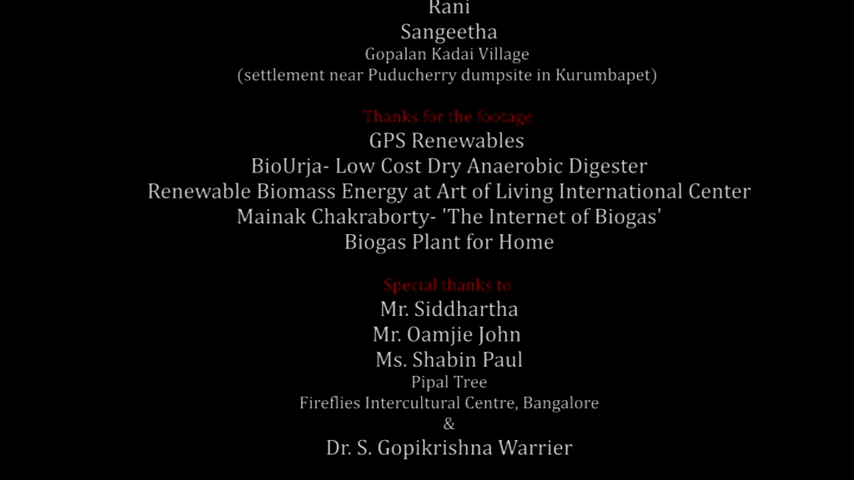 Rani
Sangeetha
Gopalan Kadai Village
(settlement near Puducherry dumpsite in Kurumbapet)
Thanks for the footage
GPS Renewables
BioUrja- Low Cost Dry Anaerobic Digester
Renewable Biomass Energy at Art of Living International Center
Mainak Chakraborty- 'The Internet of Biogas'
Biogas Plant for Home
Special thanks to
Mr. Siddhartha
Mr. Oamjie John
Ms. Shabin Paul
Pipal Tree
Fireflies Intercultural Centre, Bangalore
&
Dr. S. Gopikrishna Warrier